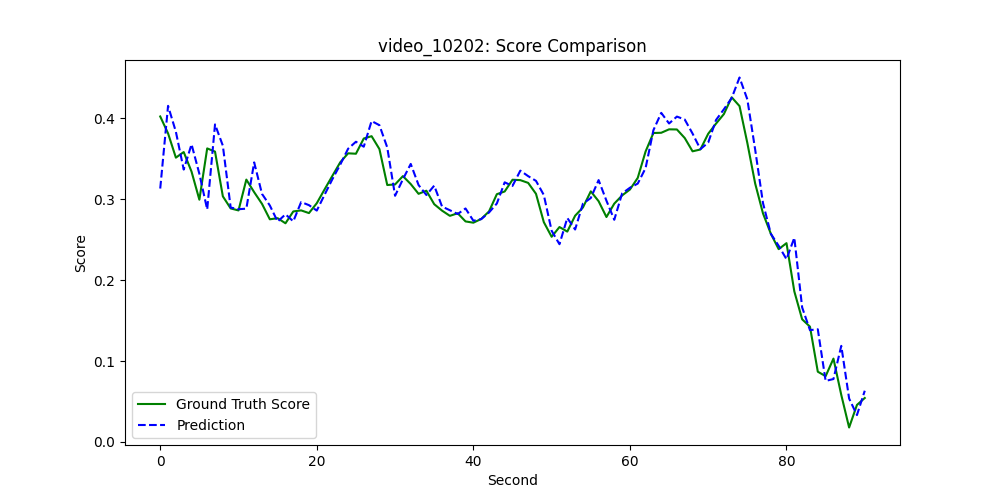 video_10202: Score Comparison
Score
0.4
0.3
0.2
0.1
0.0
Ground Truth Score
Prediction
0 20 40 60 80
Second